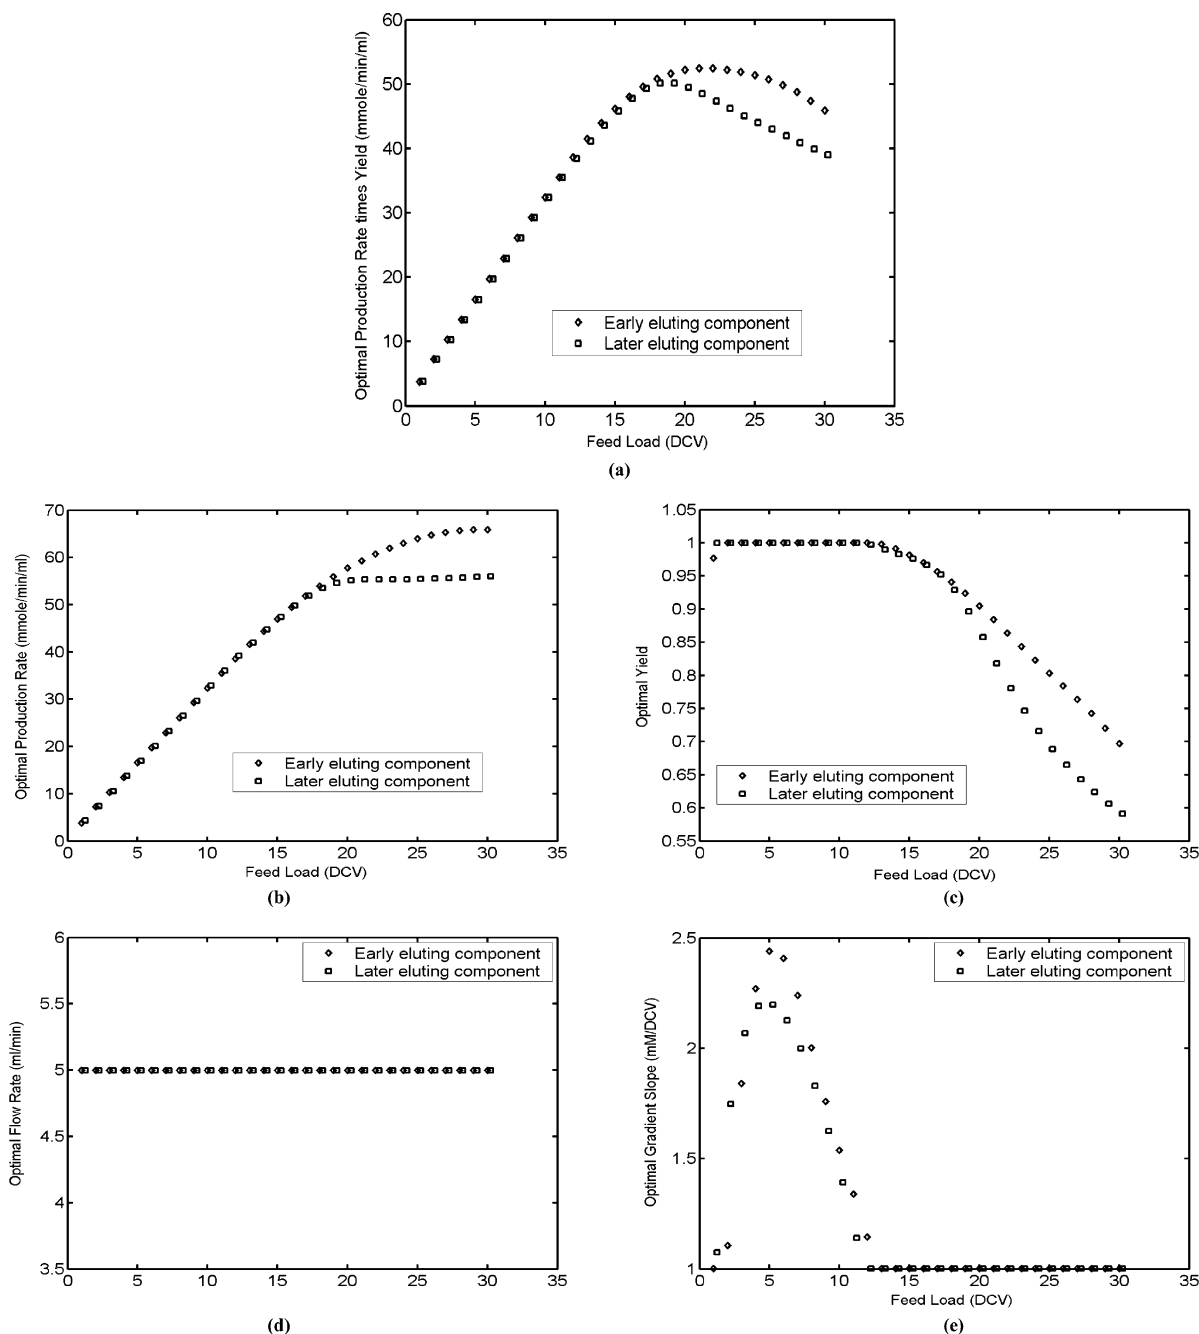 Optimal Production Rate times Yield (mmole/min/ml)
60
50
40
30
20
10
0
Early eluting component
Later eluting component
0 5 10 15 20 25 30 35
Feed Load (DCV)
(a)
Optimal Production Rate (mmole/min/ml)
70
60
50
40
30
20
10
0
Early eluting component
Later eluting component
0 5 10 15 20 25 30 35
Feed Load (DCV)
(b)
Optimal Yield
1.05
1
0.95
0.9
0.85
0.8
0.75
0.7
0.65
0.6
0.55
Early eluting component
Later eluting component
0 5 10 15 20 25 30 35
Feed Load (DCV)
(c)
Optimal Flow Rate (ml/min)
6
5.5
5
4.5
4
3.5
Early eluting component
Later eluting component
0 5 10 15 20 25 30 35
(d)
Optimal Gradient Slope (mM/DCV)
2.5
2
1.5
1
Early eluting component
Later eluting component
0 5 10 15 20 25 30 35
Feed Load (DCV)
(e)